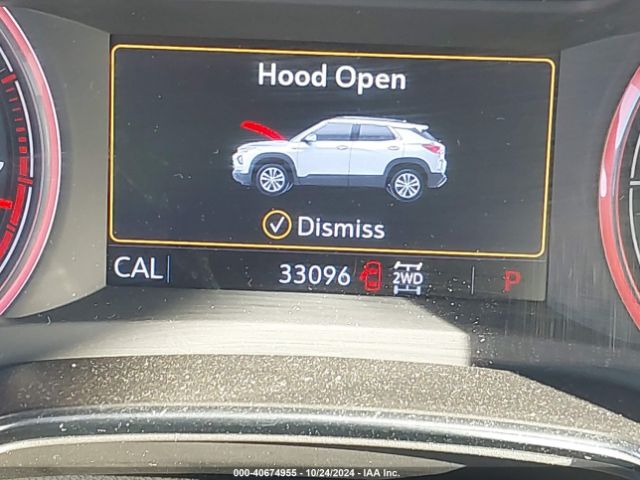 Hood Open
Dismiss
CAL 33096 2WD P
000-40674955 - 10/24/2024 - IAA Inc.